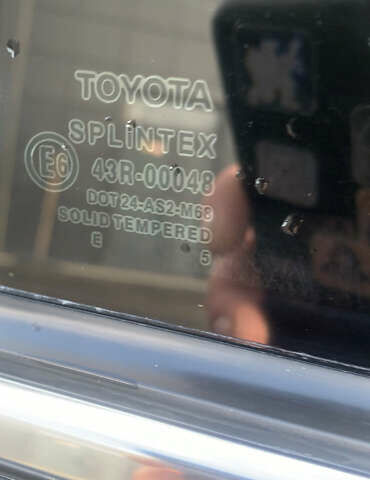 TOYOTA
SPLINTEX
E6 43R-00048
DOT 24-AS2-M68
SOLID TEMPERED
E 5